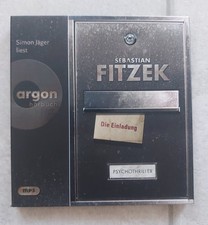 Simon Jäger
liest
argon
hörbuch
mp3
SEBASTIAN
FITZEK
Die Einladung
PSYCHOTHRILLER